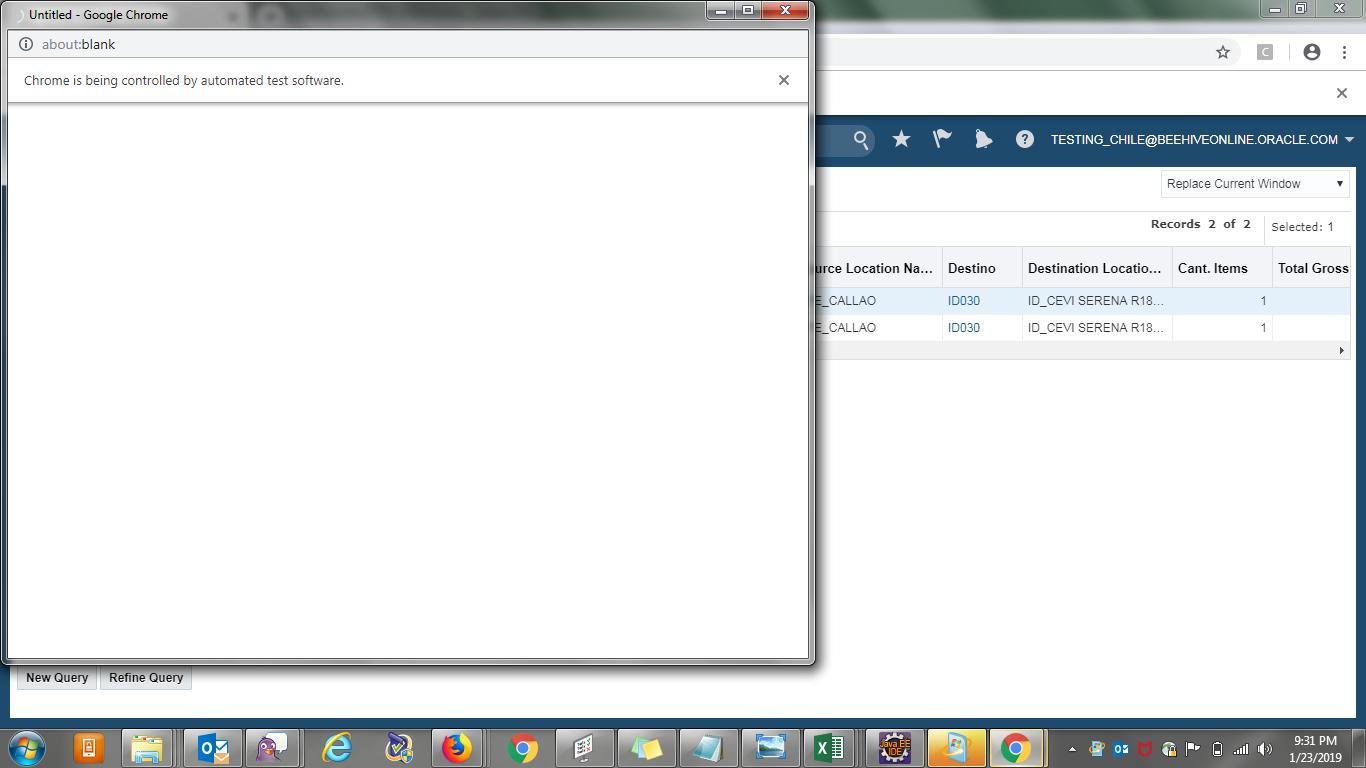 Untitled - Google Chrome
about:blank
Chrome is being controlled by automated test software.
TESTING_CHILE@BEEHIVEONLINE.ORACLE.COM
Replace Current Window
Records 2 of 2
Selected: 1
urce Location Na... Destino Destination Locatio... Cant. Items Total Gross
E_CALLAO ID030 ID_CEVI SERENA R18... 1
E_CALLAO ID030 ID_CEVI SERENA R18... 1
New Query Refine Query
Java EE
IDE
9:31 PM
1/23/2019